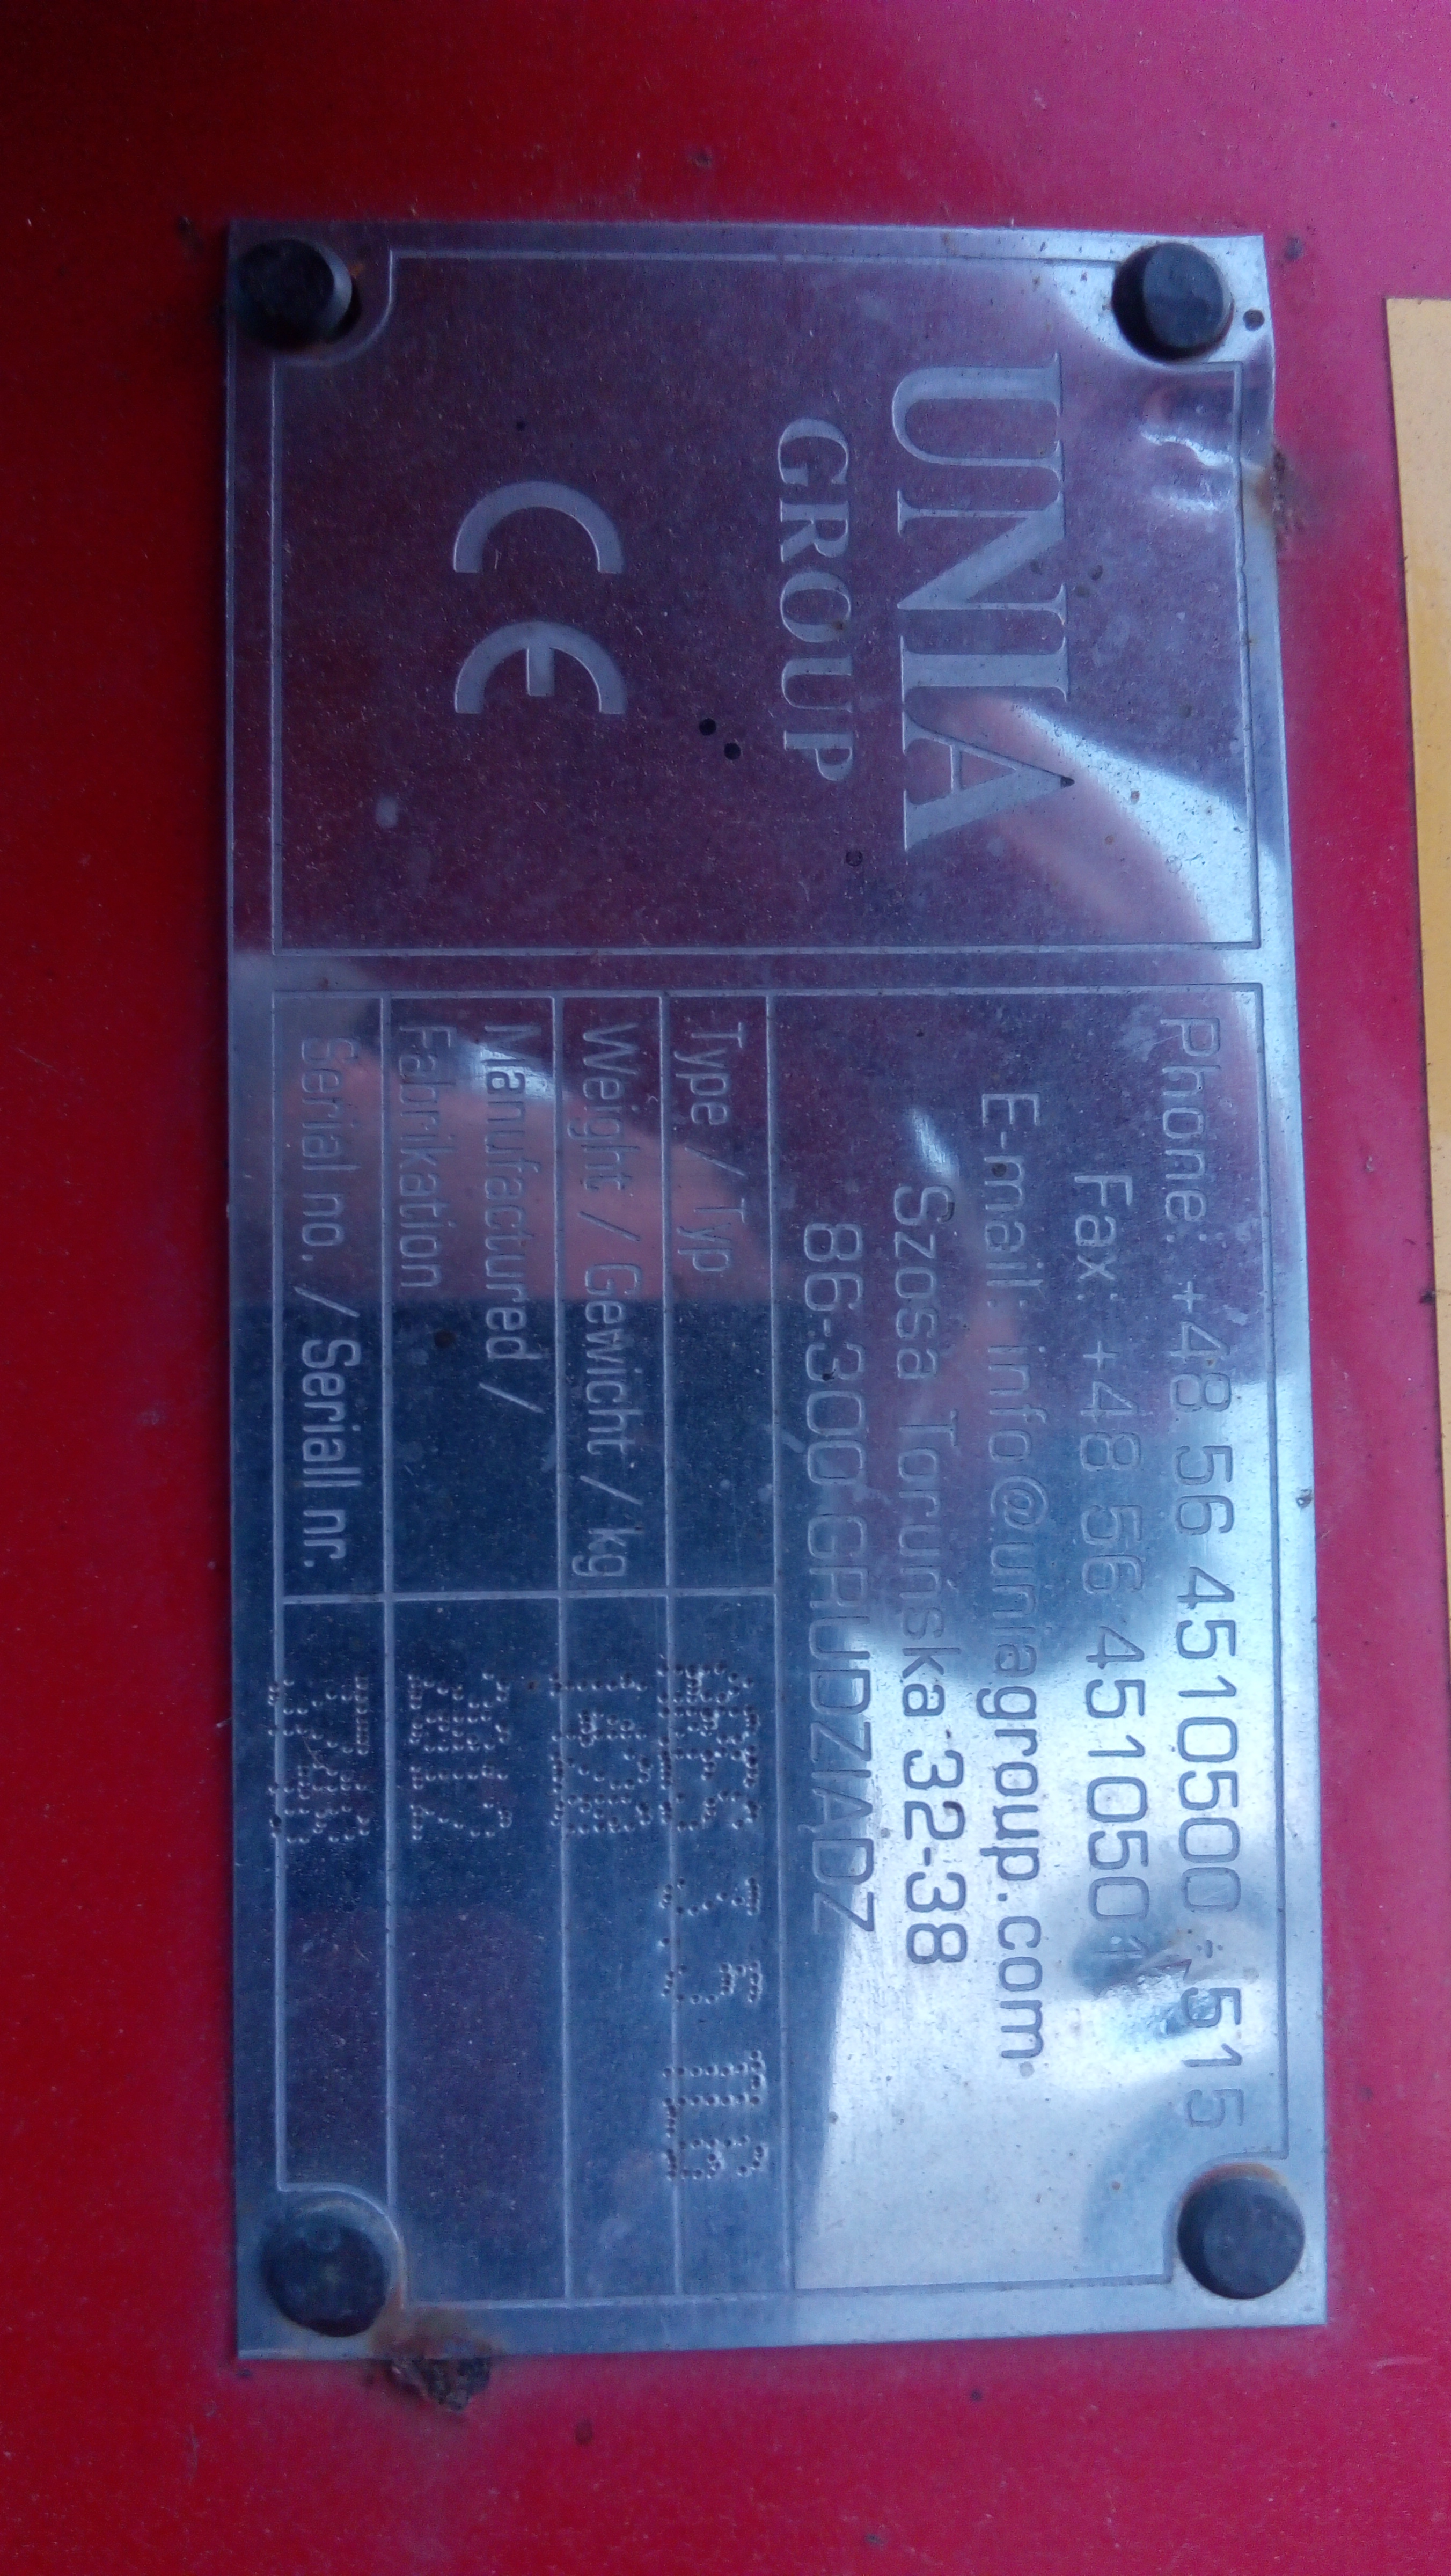 UNIA
GROUP
CE
Phone: +48 56 4510500 ÷ 515
Fax: +48 56 4510501
E-mail: info@uniagroup.com
Szosa Toruńska 32-38
86-300 GRUDZIĄDZ
Type / Typ
Weight / Gewicht / kg
Manufactured /
Fabrikation
Serial no. / Seriall nr.